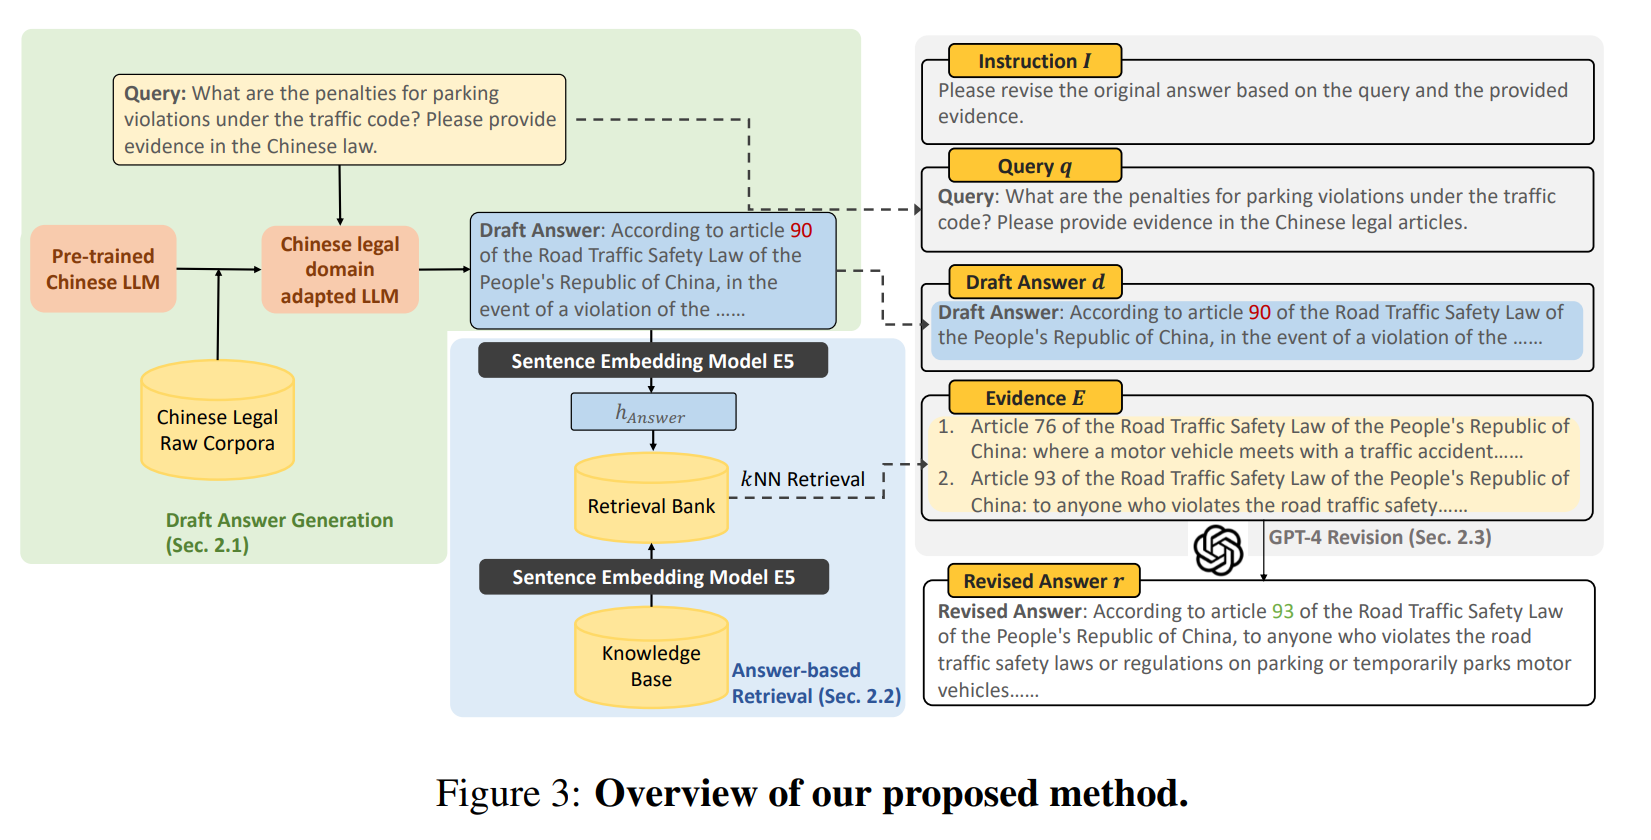 Query: What are the penalties for parking
violations under the traffic code? Please provide
evidence in the Chinese law.
Pre-trained
Chinese LLM
Chinese legal
domain
adapted LLM
Draft Answer: According to article 90
of the Road Traffic Safety Law of the
People's Republic of China, in the
event of a violation of the ......
Chinese Legal
Raw Corpora
Draft Answer Generation
(Sec. 2.1)
Sentence Embedding Model E5
h_Answer
Retrieval Bank
kNN Retrieval
Sentence Embedding Model E5
Knowledge
Base
Answer-based
Retrieval (Sec. 2.2)
Instruction I
Please revise the original answer based on the query and the provided
evidence.
Query q
Query: What are the penalties for parking violations under the traffic
code? Please provide evidence in the Chinese legal articles.
Draft Answer d
Draft Answer: According to article 90 of the Road Traffic Safety Law of
the People's Republic of China, in the event of a violation of the ......
Evidence E
1. Article 76 of the Road Traffic Safety Law of the People's Republic of
China: where a motor vehicle meets with a traffic accident......
2. Article 93 of the Road Traffic Safety Law of the People's Republic of
China: to anyone who violates the road traffic safety......
GPT-4 Revision (Sec. 2.3)
Revised Answer r
Revised Answer: According to article 93 of the Road Traffic Safety Law
of the People's Republic of China, to anyone who violates the road
traffic safety laws or regulations on parking or temporarily parks motor
vehicles......
Figure 3: Overview of our proposed method.